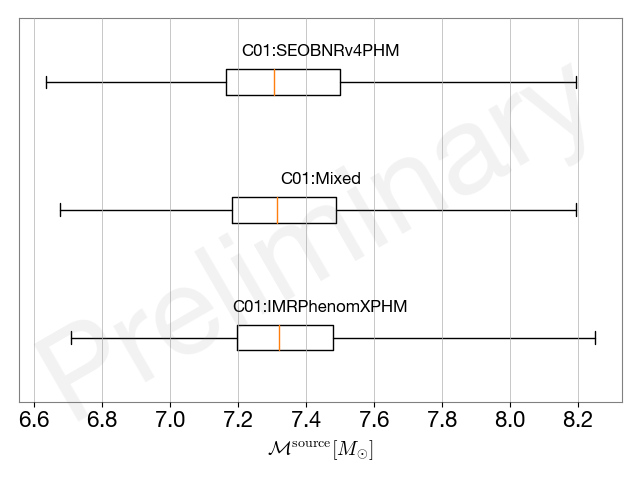 C01:SEOBNRv4PHM
C01:Mixed
C01:IMRPhenomXPHM
Preliminary
6.6 6.8 7.0 7.2 7.4 7.6 7.8 8.0 8.2
ℳ^source [M_⊙]